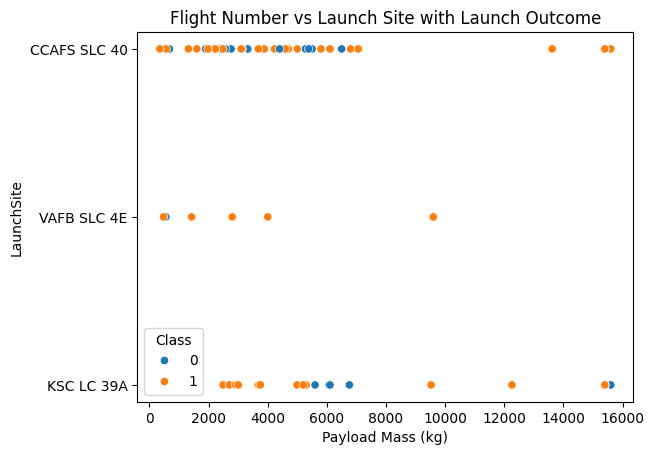 Flight Number vs Launch Site with Launch Outcome
CCAFS SLC 40
VAFB SLC 4E
KSC LC 39A
LaunchSite
Class
0
1
0 2000 4000 6000 8000 10000 12000 14000 16000
Payload Mass (kg)